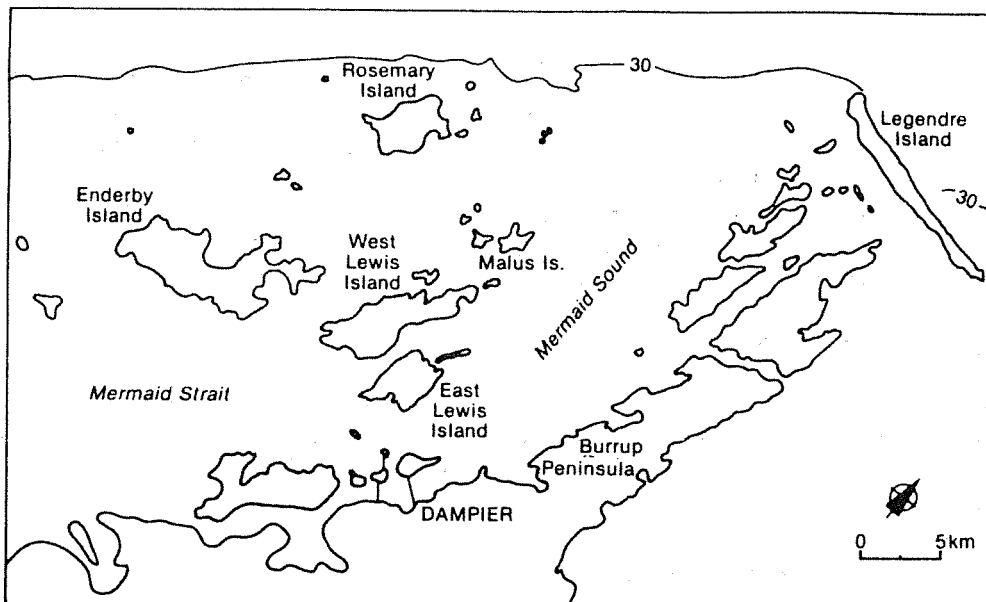 Rosemary
Island
30
Legendre
Island
30
Enderby
Island
West
Lewis
Island
Malus Is.
Mermaid Sound
Mermaid Strait
East
Lewis
Island
Burrup
Peninsula
DAMPIER
0 5km